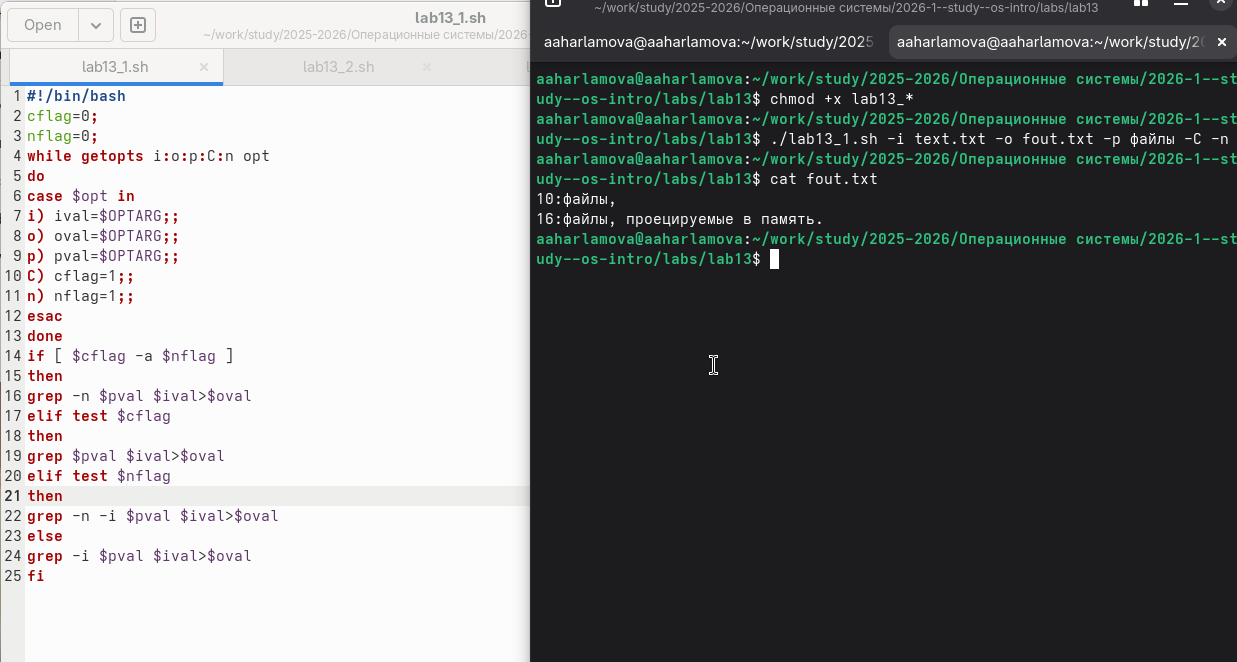 Open
lab13_1.sh
~/work/study/2025-2026/Операционные системы/2026
lab13_1.sh
lab13_2.sh
1 #!/bin/bash
2 cflag=0;
3 nflag=0;
4 while getopts i:o:p:C:n opt
5 do
6 case $opt in
7 i) ival=$OPTARG;;
8 o) oval=$OPTARG;;
9 p) pval=$OPTARG;;
10 C) cflag=1;;
11 n) nflag=1;;
12 esac
13 done
14 if [ $cflag -a $nflag ]
15 then
16 grep -n $pval $ival>$oval
17 elif test $cflag
18 then
19 grep $pval $ival>$oval
20 elif test $nflag
21 then
22 grep -n -i $pval $ival>$oval
23 else
24 grep -i $pval $ival>$oval
25 fi
~/work/study/2025-2026/Операционные системы/2026-1--study--os-intro/labs/lab13
aaharlamova@aaharlamova:~/work/study/2025
aaharlamova@aaharlamova:~/work/study/2
aaharlamova@aaharlamova:~/work/study/2025-2026/Операционные системы/2026-1--st
udy--os-intro/labs/lab13$ chmod +x lab13_*
aaharlamova@aaharlamova:~/work/study/2025-2026/Операционные системы/2026-1--st
udy--os-intro/labs/lab13$ ./lab13_1.sh -i text.txt -o fout.txt -p файлы -C -n
aaharlamova@aaharlamova:~/work/study/2025-2026/Операционные системы/2026-1--st
udy--os-intro/labs/lab13$ cat fout.txt
10:файлы,
16:файлы, проецируемые в память.
aaharlamova@aaharlamova:~/work/study/2025-2026/Операционные системы/2026-1--st
udy--os-intro/labs/lab13$